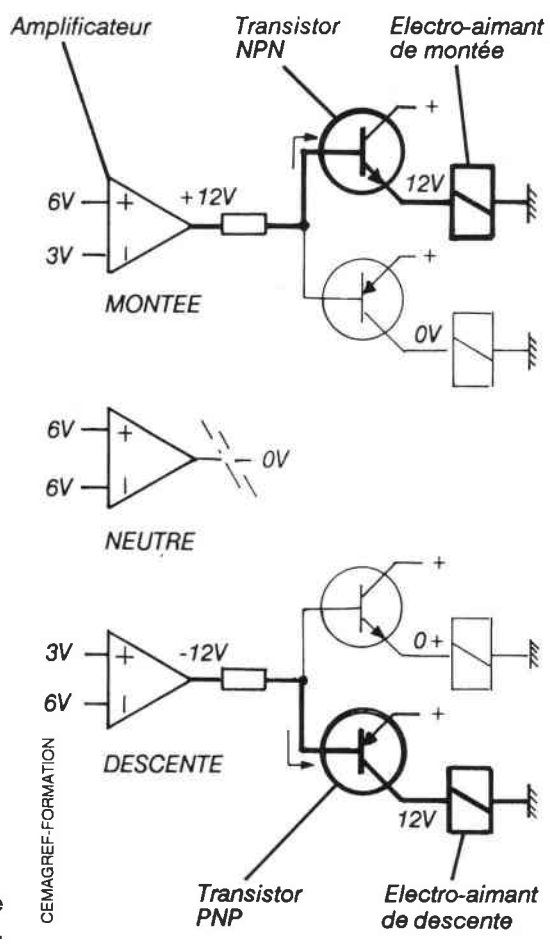 Amplificateur
Transistor
NPN
Electro-aimant
de montée
+
12V
6V
+
+12V
3V
-
MONTEE
+
0V
6V
+
0V
6V
-
NEUTRE
+
0+
3V
+
-12V
6V
-
DESCENTE
+
12V
CEMAGREF-FORMATION
Transistor
PNP
Electro-aimant
de descente